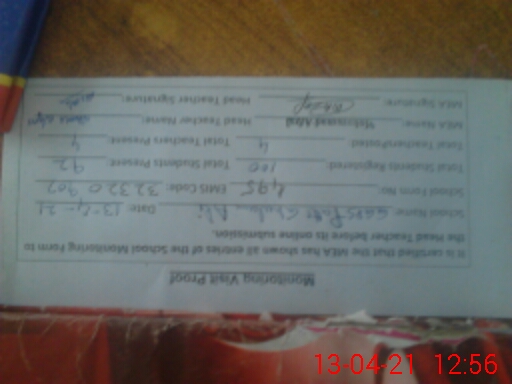 Monitoring Visit Proof
It is certified that the MEA has shown all entries of the School Monitoring Form to
the Head Teacher before its online submission.
School Name: Date: 13-4-21
School Form No: 495 EMIS Code: 32320902
Total Students Registered: 100 Total Students Present: 92
Total Teachers Posted: 4 Total Teachers Present: 4
MEA Name: Head Teacher Name:
MEA Signature: Head Teacher Signature:
13-04-21 12:56